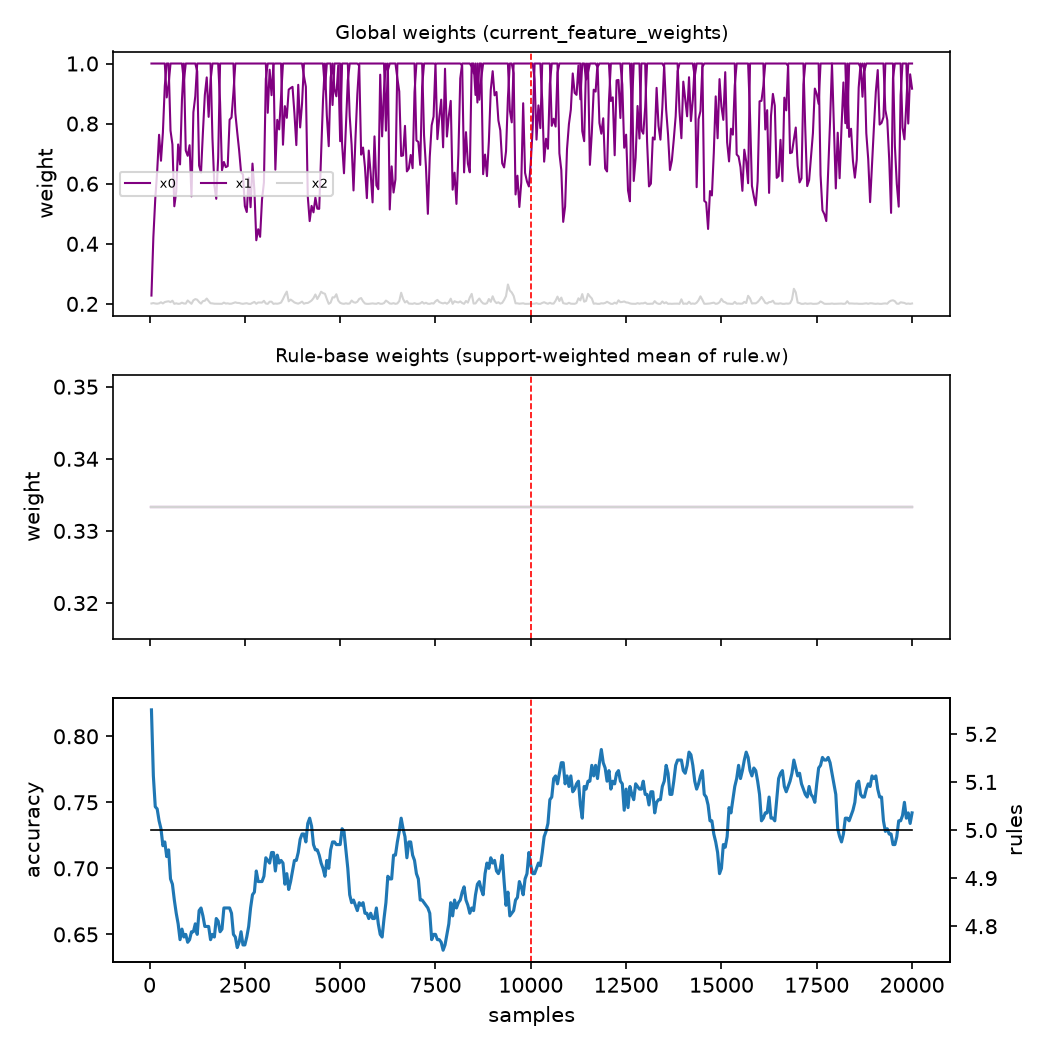 Global weights (current_feature_weights)
1.0
0.8
0.6
0.4
0.2
weight
x0 x1 x2
Rule-base weights (support-weighted mean of rule.w)
0.35
0.34
0.33
0.32
weight
0.80
0.75
0.70
0.65
accuracy
5.2
5.1
5.0
4.9
4.8
rules
0 2500 5000 7500 10000 12500 15000 17500 20000
samples